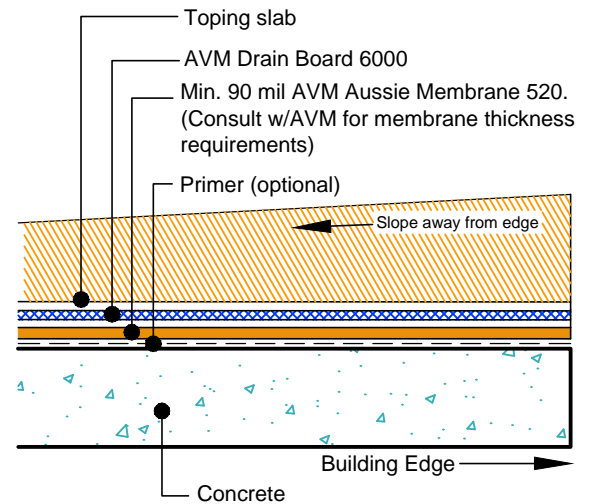 Toping slab
AVM Drain Board 6000
Min. 90 mil AVM Aussie Membrane 520.
(Consult w/AVM for membrane thickness
requirements)
Primer (optional)
Slope away from edge
Building Edge
Concrete